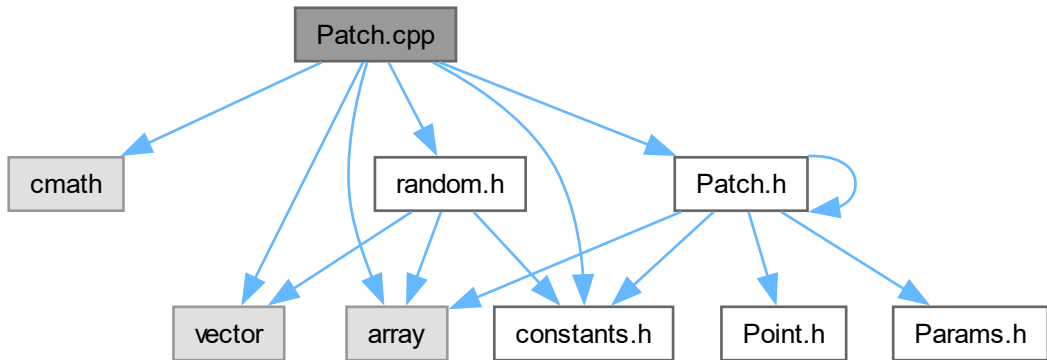 Patch.cpp
cmath
random.h
Patch.h
vector
array
constants.h
Point.h
Params.h